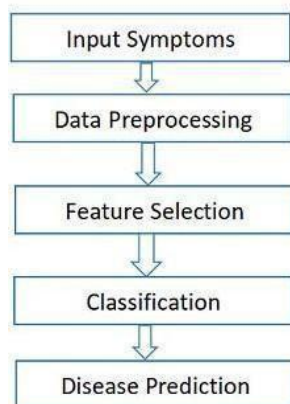 Input Symptoms
Data Preprocessing
Feature Selection
Classification
Disease Prediction